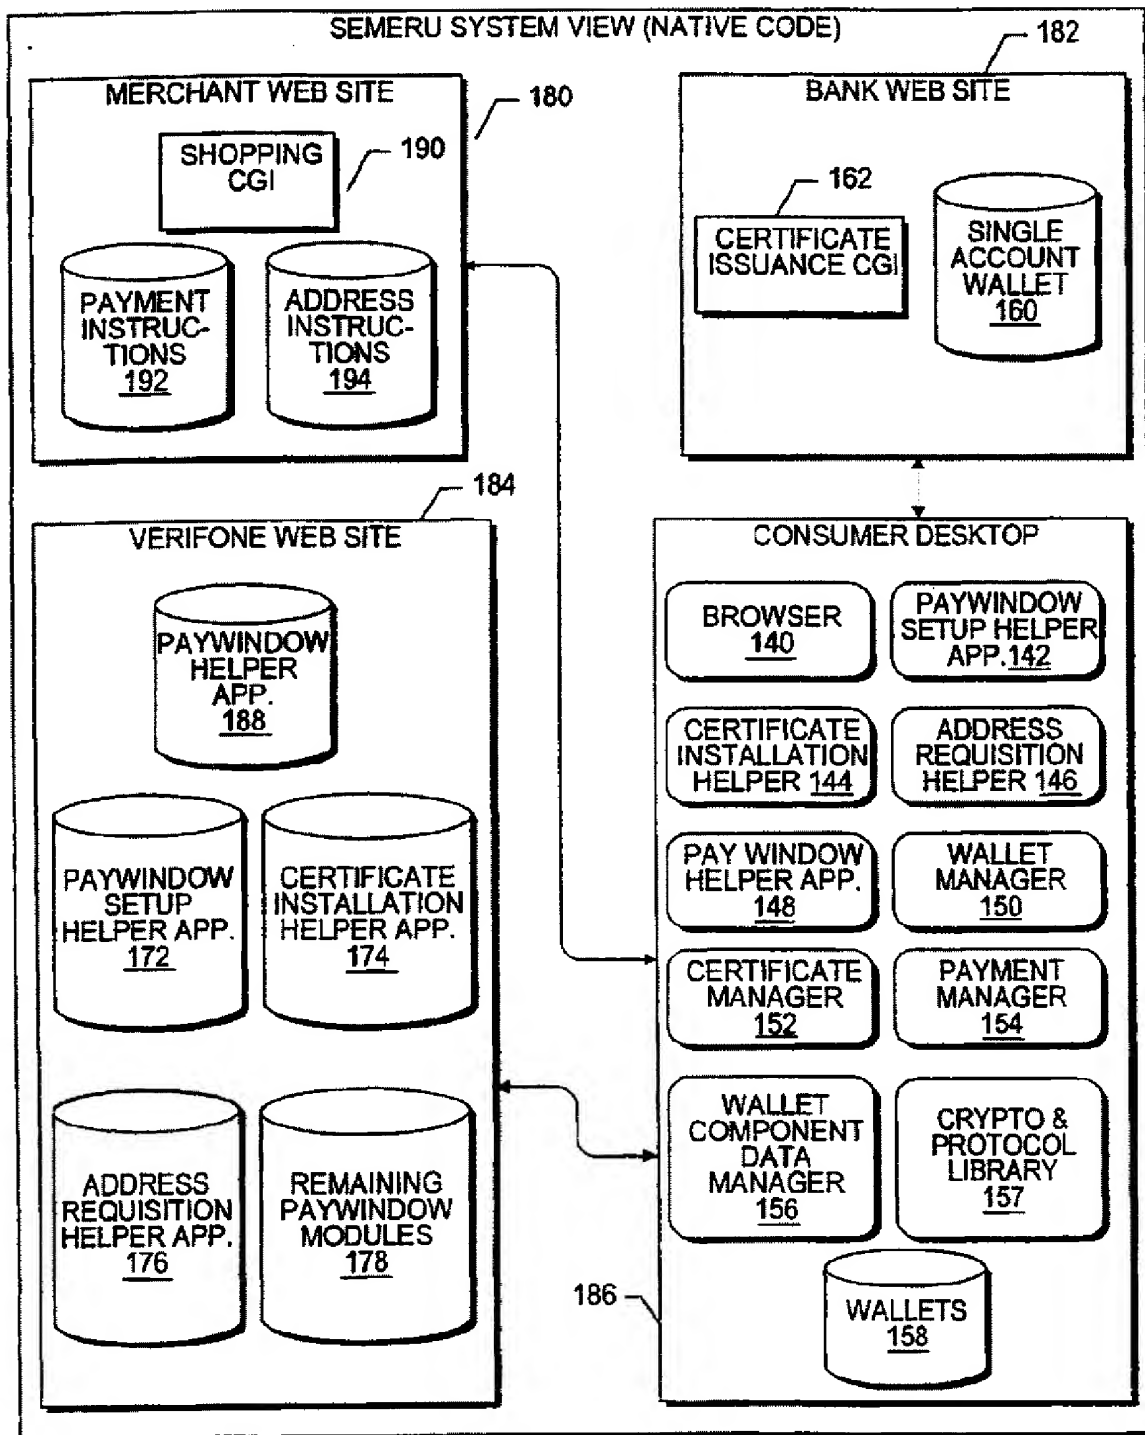 SEMERU SYSTEM VIEW (NATIVE CODE)
182
MERCHANT WEB SITE
180
SHOPPING
CGI
190
PAYMENT
INSTRUC-
TIONS
192
ADDRESS
INSTRUC-
TIONS
194
BANK WEB SITE
162
CERTIFICATE
ISSUANCE CGI
SINGLE
ACCOUNT
WALLET
160
184
VERIFONE WEB SITE
PAYWINDOW
HELPER
APP.
188
PAYWINDOW
SETUP
HELPER APP.
172
CERTIFICATE
INSTALLATION
HELPER APP.
174
ADDRESS
REQUISITION
HELPER APP.
176
REMAINING
PAYWINDOW
MODULES
178
CONSUMER DESKTOP
BROWSER
140
PAYWINDOW
SETUP HELPER
APP.142
CERTIFICATE
INSTALLATION
HELPER 144
ADDRESS
REQUISITION
HELPER 146
PAY WINDOW
HELPER APP.
148
WALLET
MANAGER
150
CERTIFICATE
MANAGER
152
PAYMENT
MANAGER
154
WALLET
COMPONENT
DATA
MANAGER
156
CRYPTO &
PROTOCOL
LIBRARY
157
186
WALLETS
158